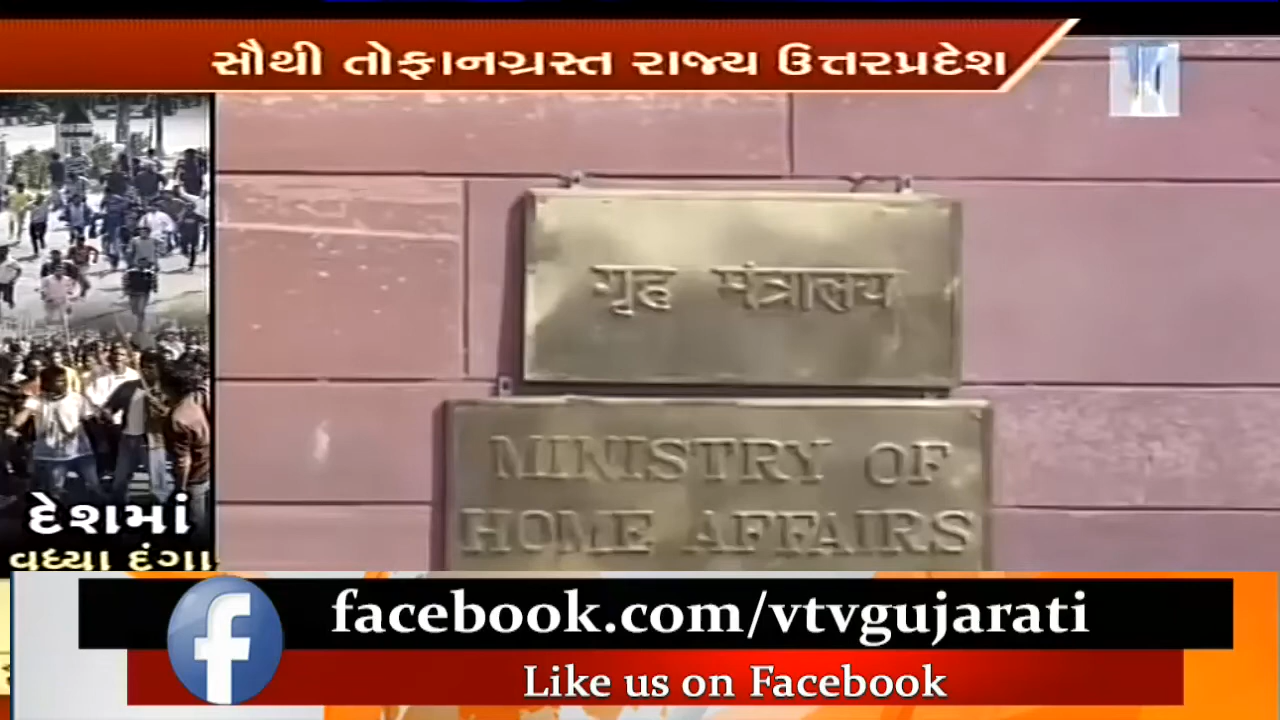 સૌથી તોફાનગ્રસ્ત રાજ્ય ઉત્તરપ્રદેશ
गृह मंत्रालय
MINISTRY OF
HOME AFFAIRS
દેશમાં
વધ્યા દંગા
facebook.com/vtvgujarati
Like us on Facebook